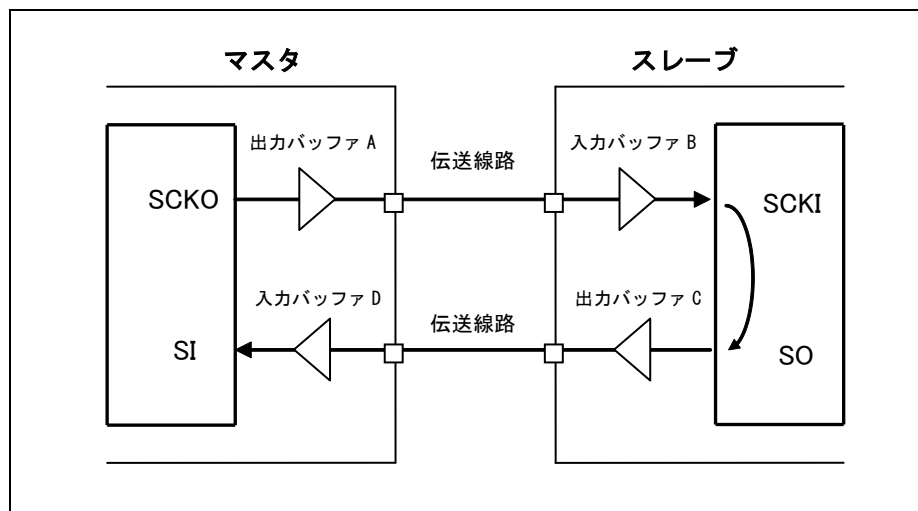 マスタ
スレーブ
出力バッファ A
伝送線路
入力バッファ B
SCKO
SCKI
入力バッファ D
伝送線路
出力バッファ C
SI
SO